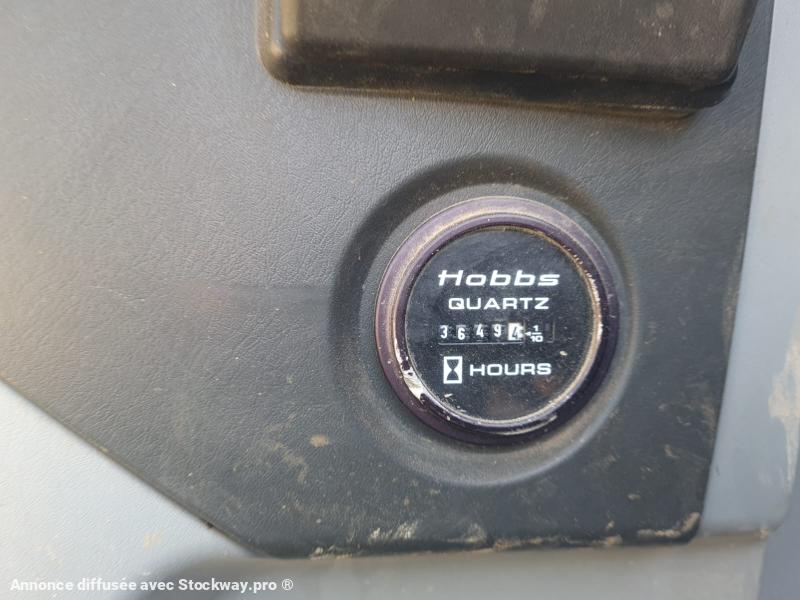 Hobbs
QUARTZ
36494 1/10
HOURS
Annonce diffusée avec Stockway.pro ®